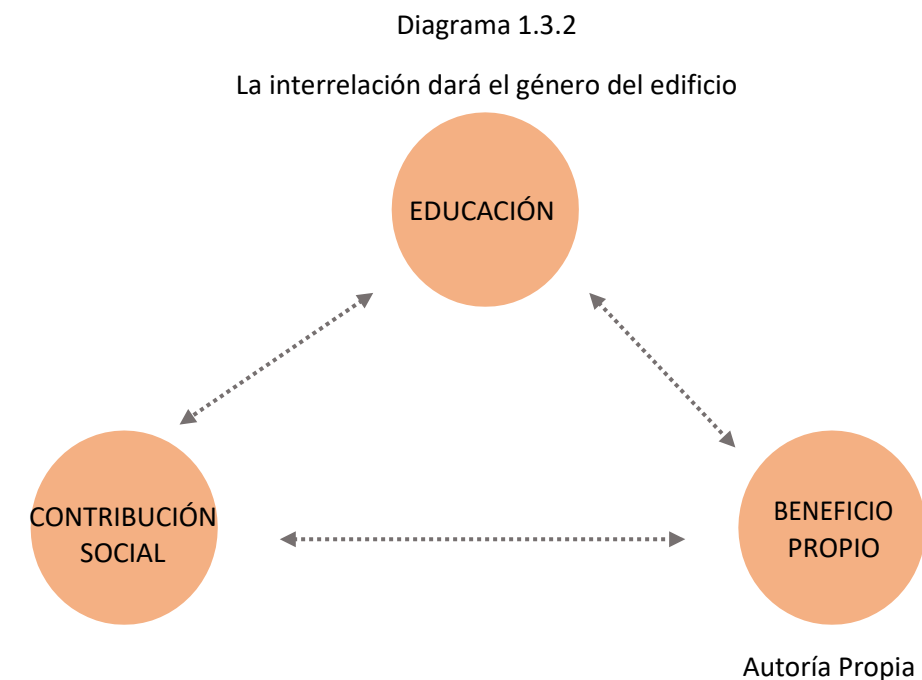 Diagrama 1.3.2
La interrelación dará el género del edificio
EDUCACIÓN
CONTRIBUCIÓN
SOCIAL
BENEFICIO
PROPIO
Autoría Propia